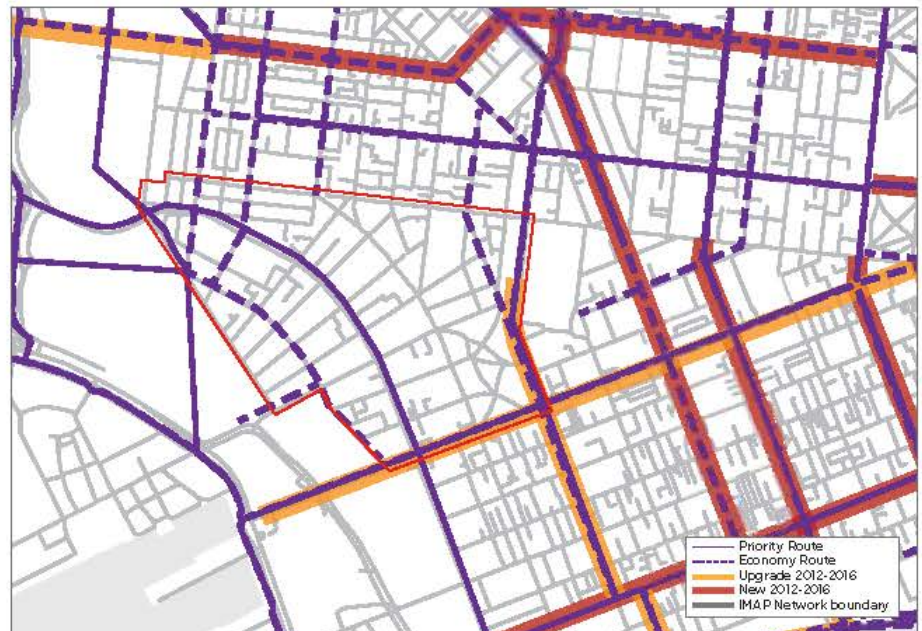 Priority Route
Economy Route
Upgrade 2012-2016
New 2012-2016
IMAP Network boundary